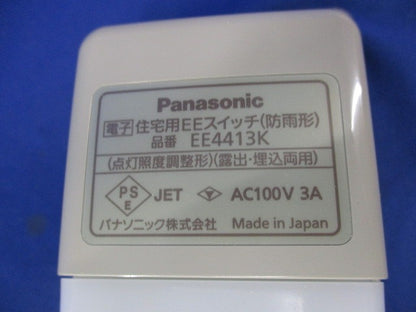 Panasonic
電子 住宅用EEスイッチ(防雨形)
品番 EE4413K
(点灯照度調整形)(露出・埋込両用)
PS E JET AC100V 3A
パナソニック株式会社 Made in Japan